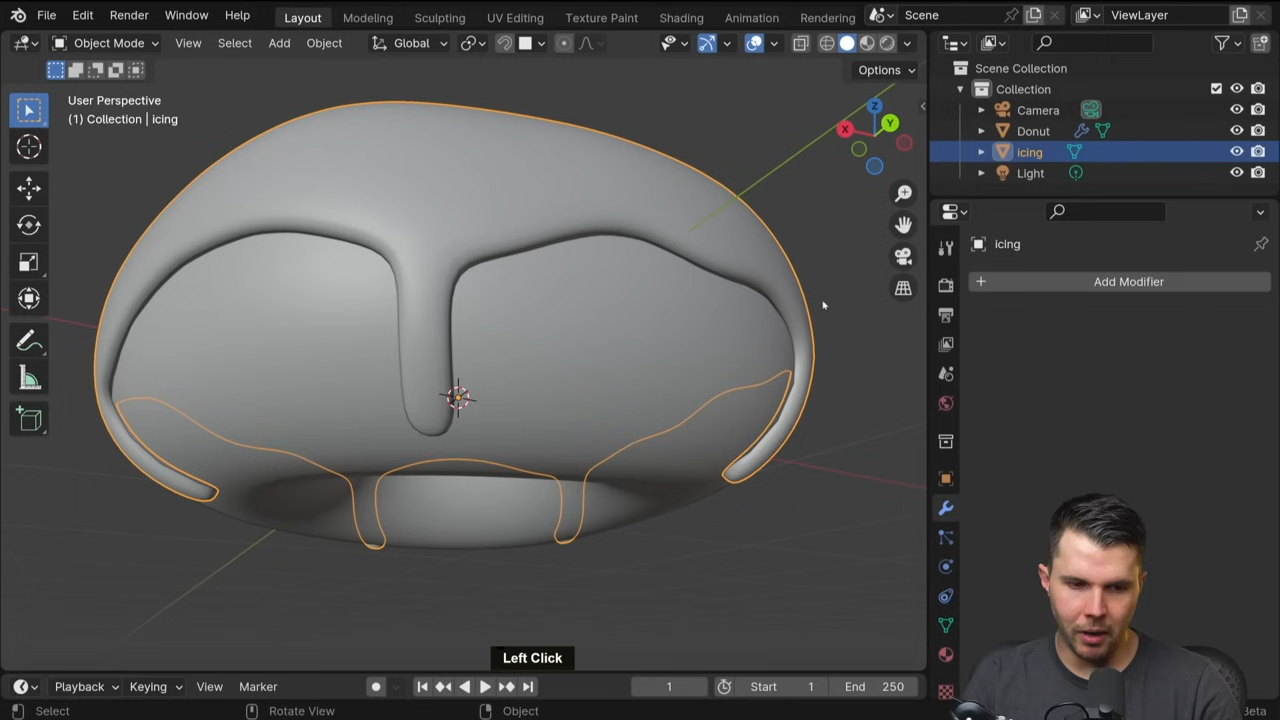 File Edit Render Window Help Layout Modeling Sculpting UV Editing Texture Paint Shading Animation Rendering Scene ViewLayer
Object Mode View Select Add Object Global
Options
User Perspective
(1) Collection | icing
X Y Z
Scene Collection
Collection
Camera
Donut
icing
Light
icing
Add Modifier
Left Click
Playback Keying View Marker 1 Start 1 End 250
Select Rotate View Object Beta